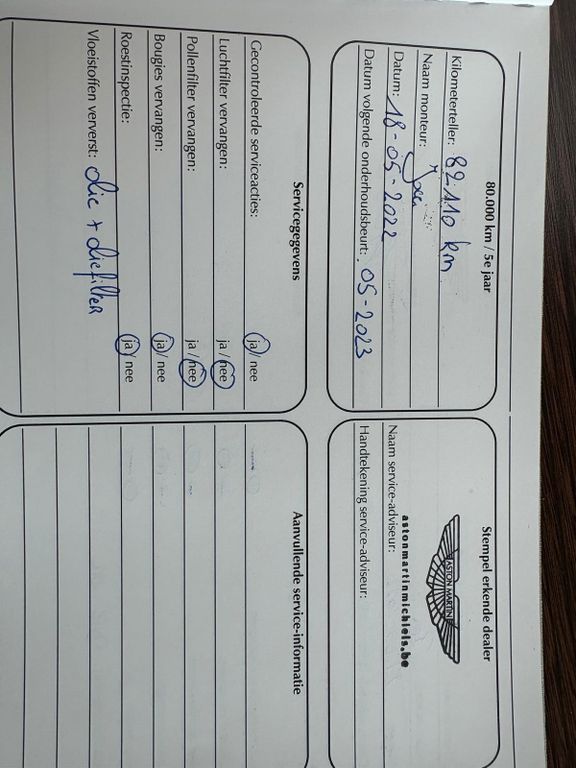 80.000 km / 5e jaar
Kilometerteller: 82.110 km
Naam monteur:
Datum: 18-05-2022
Datum volgende onderhoudsbeurt: 05-2023
Stempel erkende dealer
ASTON MARTIN
astonmartinmichiels.be
Naam service-adviseur:
Handtekening service-adviseur:
Servicegegevens
Gecontroleerde serviceacties: ja / nee
Luchtfilter vervangen: ja / nee
Pollenfilter vervangen: ja / nee
Bougies vervangen: ja / nee
Roestinspectie: ja / nee
Vloeistoffen ververst: olie + oliefilter
Aanvullende service-informatie